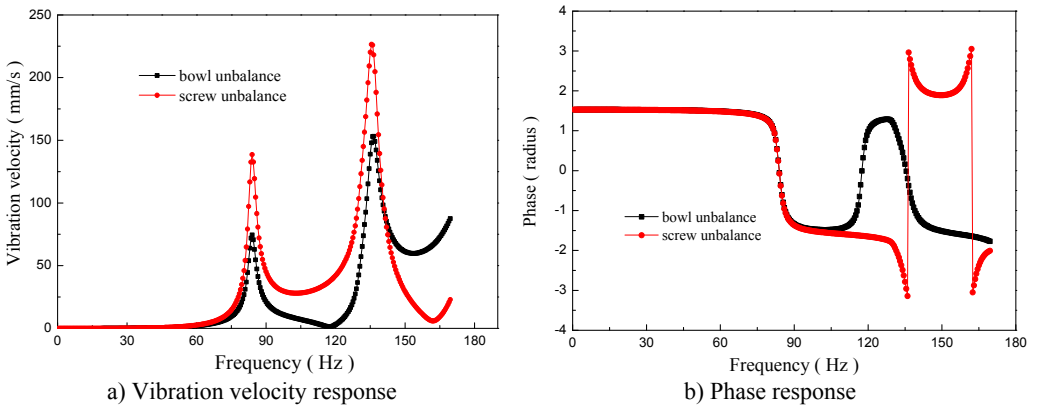 250
200
150
100
50
0
0 30 60 90 120 150 180
Vibration velocity ( mm/s )
bowl unbalance
screw unbalance
Frequency ( Hz )
a) Vibration velocity response
4
3
2
1
0
-1
-2
-3
-4
0 30 60 90 120 150 180
Phase ( radius )
bowl unbalance
screw unbalance
Frequency ( Hz )
b) Phase response